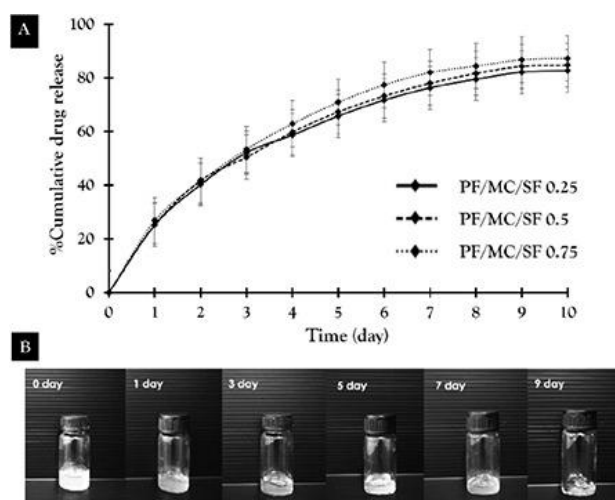 A
100
80
60
40
20
0
%Cumulative drug release
PF/MC/SF 0.25
PF/MC/SF 0.5
PF/MC/SF 0.75
0 1 2 3 4 5 6 7 8 9 10
Time (day)
B
0 day 1 day 3 day 5 day 7 day 9 day